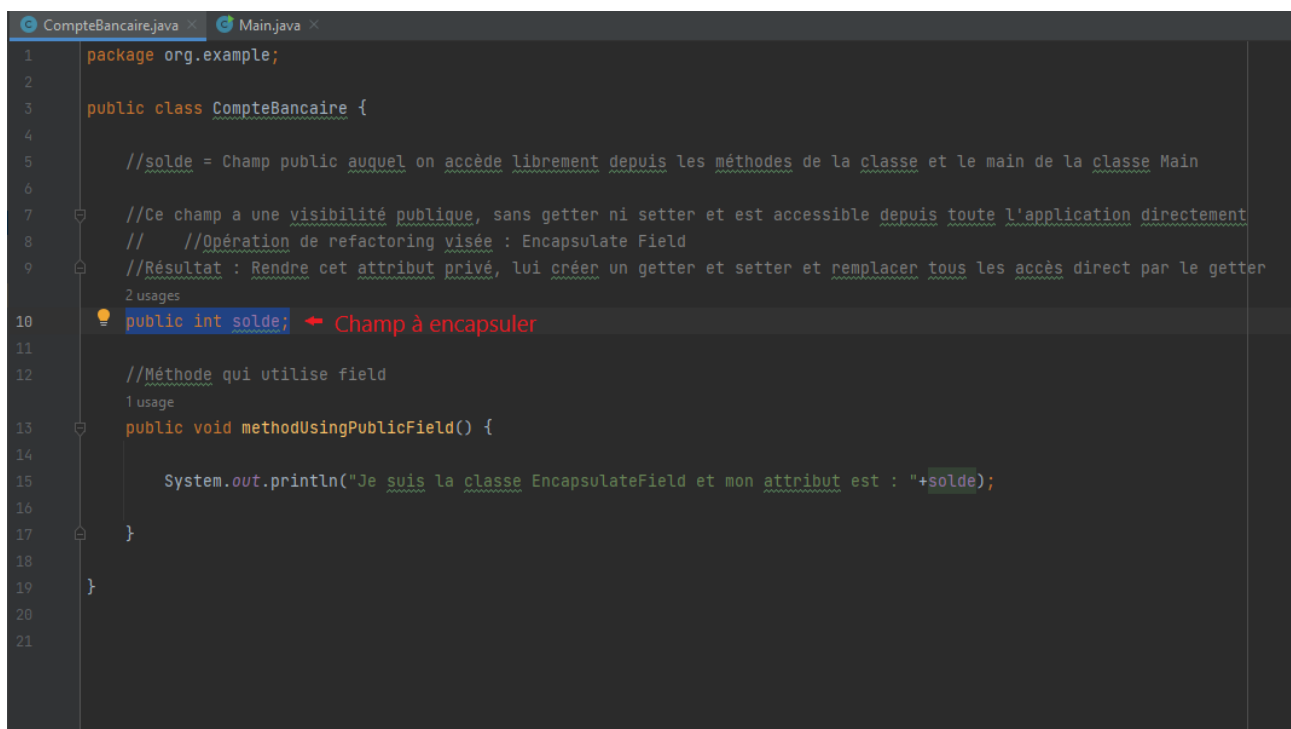 CompteBancaire.java Main.java
1 package org.example;
2
3 public class CompteBancaire {
4
5 //solde = Champ public auquel on accède librement depuis les méthodes de la classe et le main de la classe Main
6
7 //Ce champ a une visibilité publique, sans getter ni setter et est accessible depuis toute l'application directement
8 // //Opération de refactoring visée : Encapsulate Field
9 //Résultat : Rendre cet attribut privé, lui créer un getter et setter et remplacer tous les accès direct par le getter
2 usages
10 public int solde; Champ à encapsuler
11
12 //Méthode qui utilise field
1 usage
13 public void methodUsingPublicField() {
14
15 System.out.println("Je suis la classe EncapsulateField et mon attribut est : "+solde);
16
17 }
18
19 }
20
21